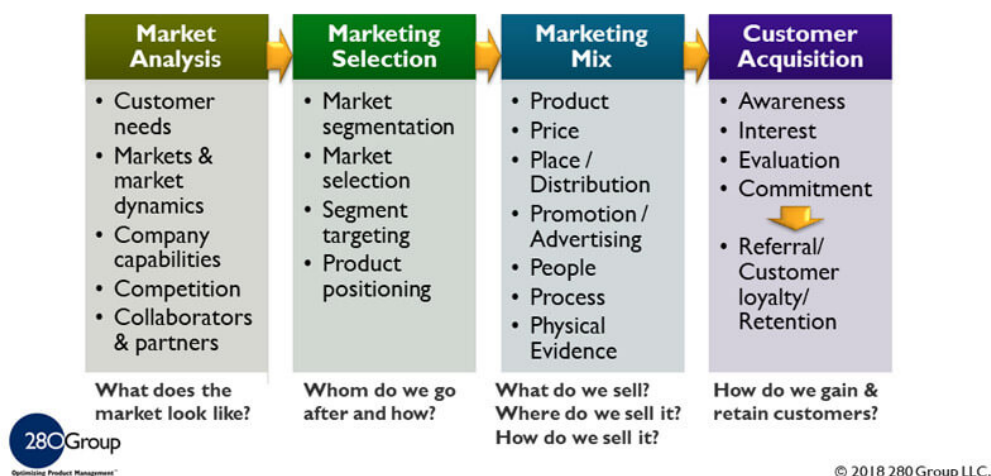 Market
Analysis
• Customer
needs
• Markets &
market
dynamics
• Company
capabilities
• Competition
• Collaborators
& partners
What does the
market look like?
Marketing
Selection
• Market
segmentation
• Market
selection
• Segment
targeting
• Product
positioning
Whom do we go
after and how?
Marketing
Mix
• Product
• Price
• Place /
Distribution
• Promotion /
Advertising
• People
• Process
• Physical
Evidence
What do we sell?
Where do we sell it?
How do we sell it?
Customer
Acquisition
• Awareness
• Interest
• Evaluation
• Commitment
• Referral/
Customer
loyalty/
Retention
How do we gain &
retain customers?
280Group
Optimizing Product Management™
© 2018 280 Group LLC.